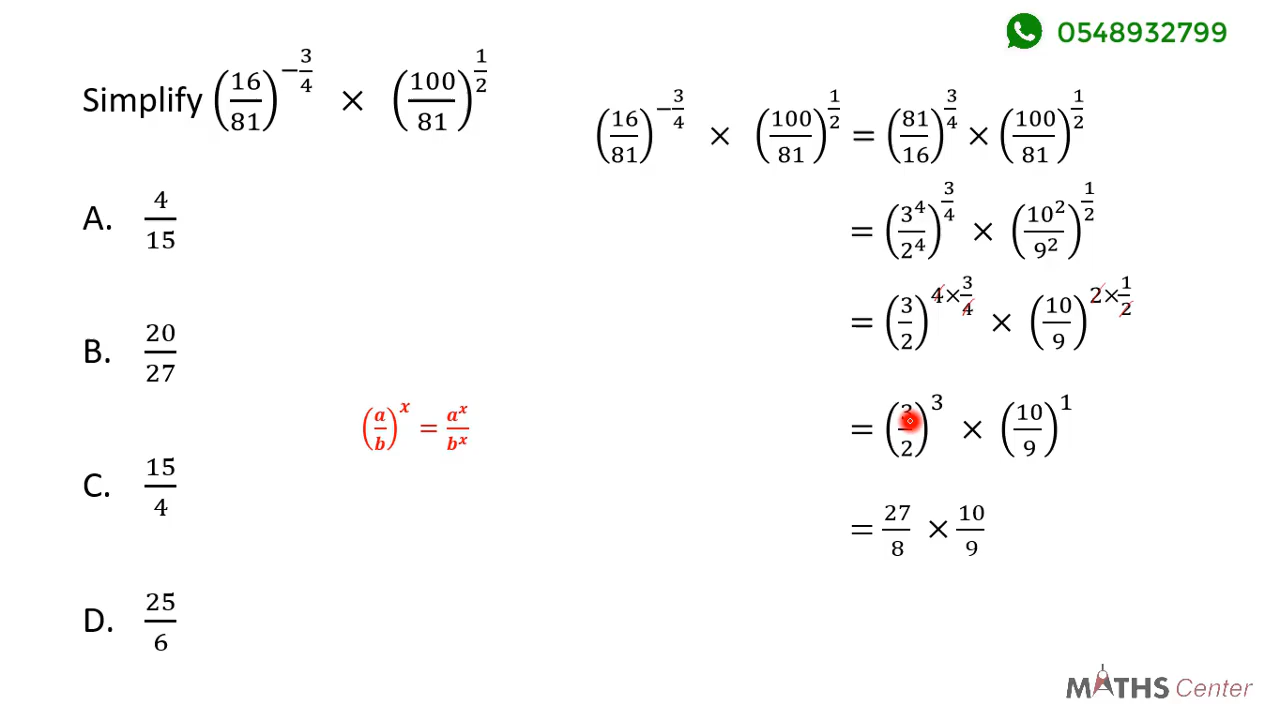 0548932799
Simplify (16/81)^(−3/4) × (100/81)^(1/2)
A. 4/15
B. 20/27
C. 15/4
D. 25/6
(a/b)^x = a^x/b^x
(16/81)^(−3/4) × (100/81)^(1/2) = (81/16)^(3/4) × (100/81)^(1/2)
= (3^4/2^4)^(3/4) × (10^2/9^2)^(1/2)
= (3/2)^(4×3/4) × (10/9)^(2×1/2)
= (3/2)^3 × (10/9)^1
= 27/8 × 10/9
MATHS Center